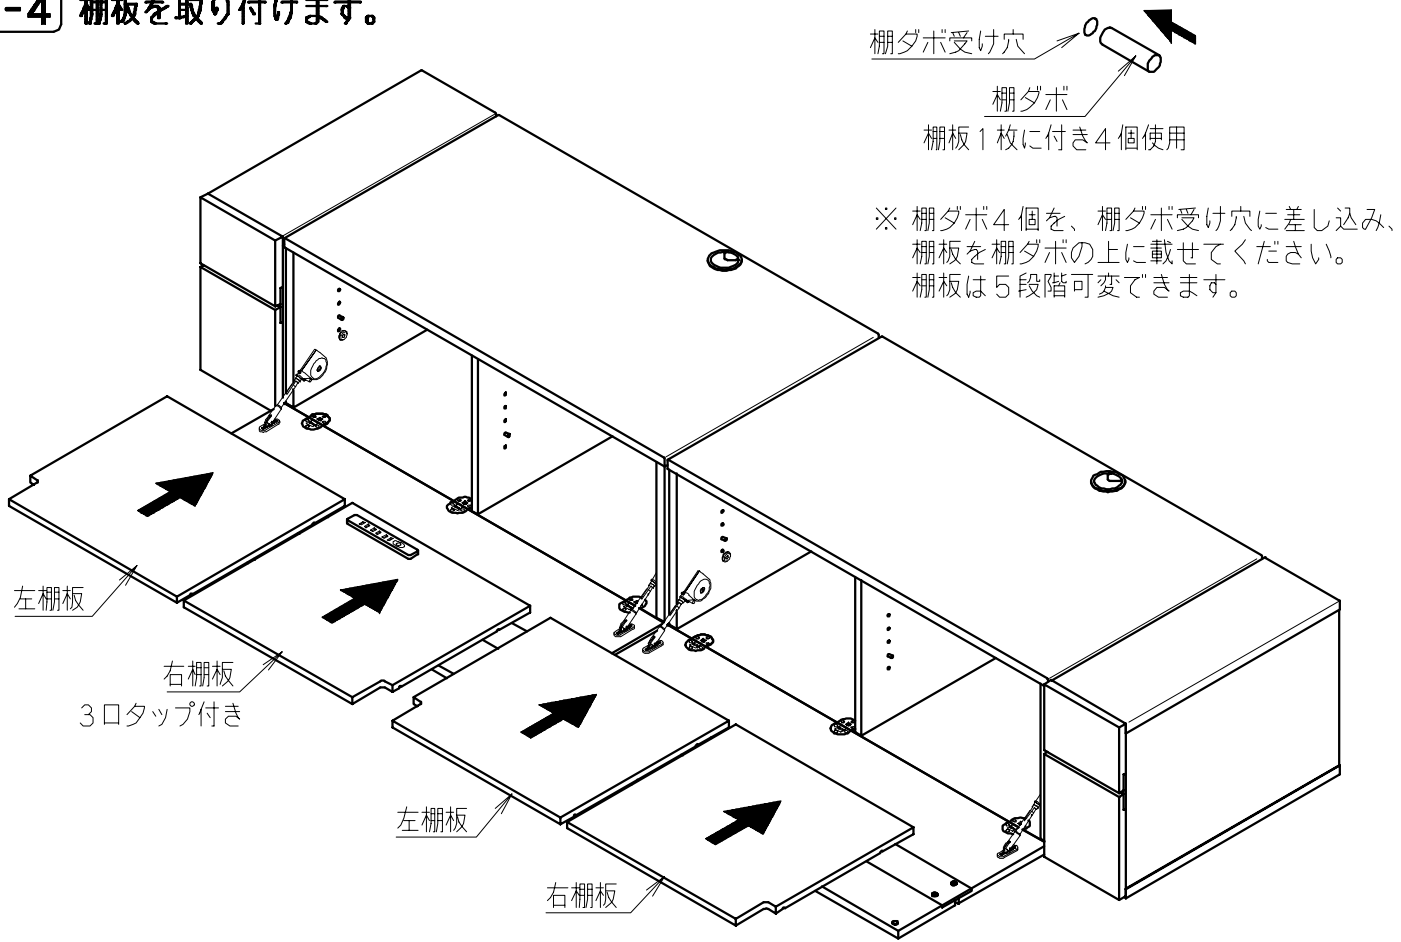 -4 棚板を取り付けます。
棚ダボ受け穴
棚ダボ
棚板1枚に付き4個使用
※ 棚ダボ4個を、棚ダボ受け穴に差し込み、
棚板を棚ダボの上に載せてください。
棚板は5段階可変できます。
左棚板
右棚板
3口タップ付き
左棚板
右棚板